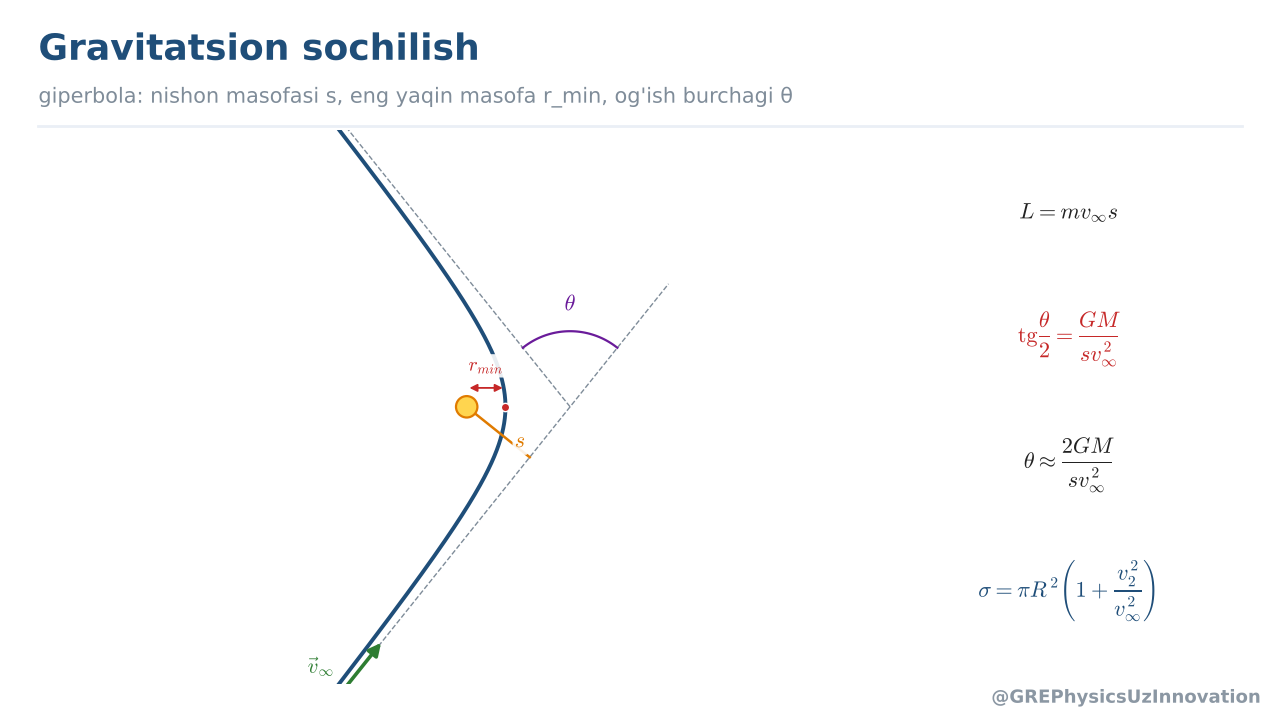 Gravitatsion sochilish
giperbola: nishon masofasi s, eng yaqin masofa r_min, og'ish burchagi θ
L = mv∞s
θ
tg θ/2 = GM/(sv∞²)
r_min
s
θ ≈ 2GM/(sv∞²)
σ = πR²(1 + v₂²/v∞²)
v⃗∞
@GREPhysicsUzInnovation